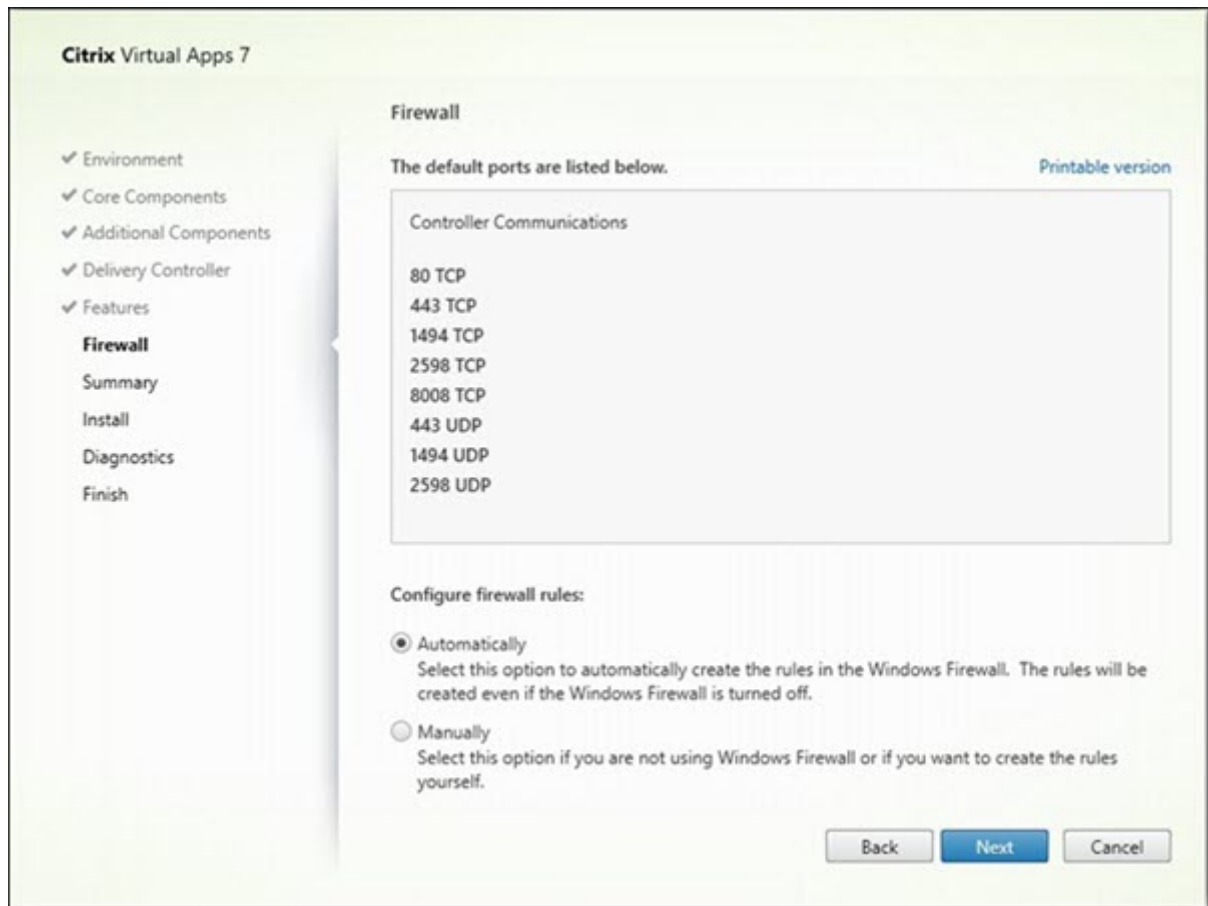 Citrix Virtual Apps 7
Environment
Core Components
Additional Components
Delivery Controller
Features
Firewall
Summary
Install
Diagnostics
Finish
Firewall
The default ports are listed below.
Printable version
Controller Communications
80 TCP
443 TCP
1494 TCP
2598 TCP
8008 TCP
443 UDP
1494 UDP
2598 UDP
Configure firewall rules:
Automatically
Select this option to automatically create the rules in the Windows Firewall. The rules will be
created even if the Windows Firewall is turned off.
Manually
Select this option if you are not using Windows Firewall or if you want to create the rules
yourself.
Back
Next
Cancel